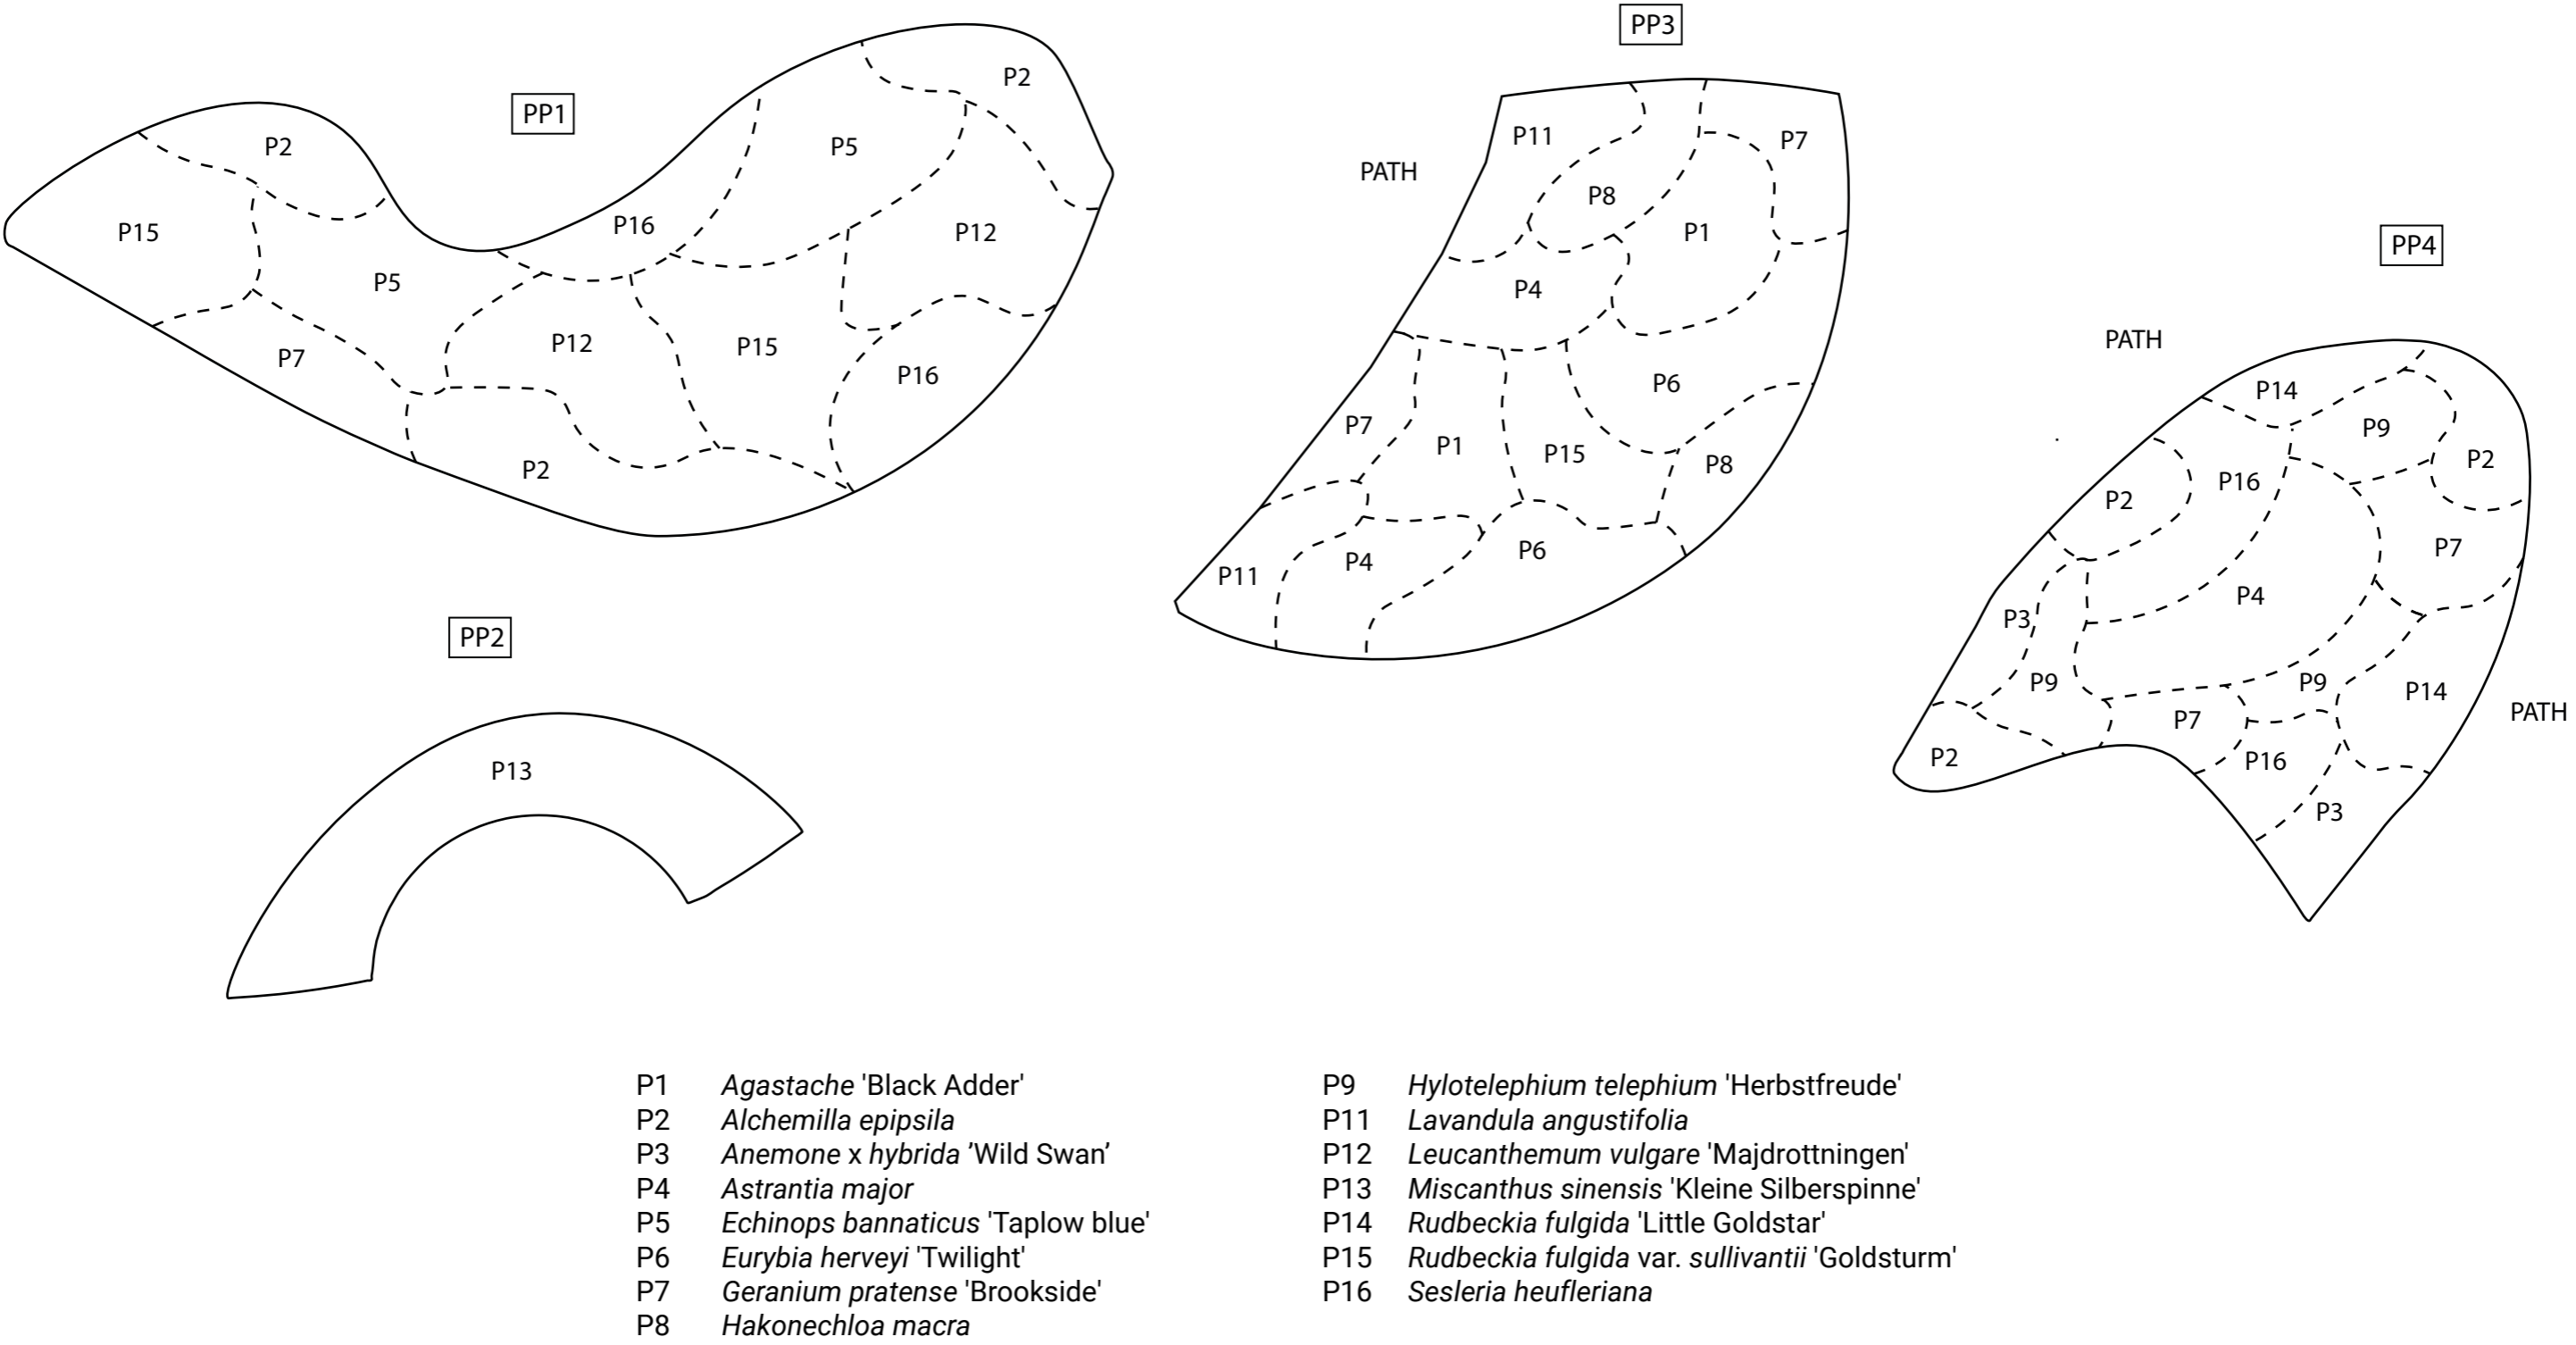 PP1
P2
P15
P5
P7
P16
P12
P2
P5
P15
P2
P12
P16
PP2
P13
PP3
PATH
P11
P8
P7
P1
P4
P6
P7
P1
P15
P8
P11
P4
P6
PP4
PATH
P14
P9
P2
P16
P2
P7
P4
P3
P9
P9
P14
PATH
P7
P2
P16
P3
P1 Agastache 'Black Adder'
P2 Alchemilla epipsila
P3 Anemone x hybrida ’Wild Swan’
P4 Astrantia major
P5 Echinops bannaticus 'Taplow blue'
P6 Eurybia herveyi 'Twilight'
P7 Geranium pratense 'Brookside'
P8 Hakonechloa macra
P9 Hylotelephium telephium 'Herbstfreude'
P11 Lavandula angustifolia
P12 Leucanthemum vulgare 'Majdrottningen'
P13 Miscanthus sinensis 'Kleine Silberspinne'
P14 Rudbeckia fulgida 'Little Goldstar'
P15 Rudbeckia fulgida var. sullivantii 'Goldsturm'
P16 Sesleria heufleriana